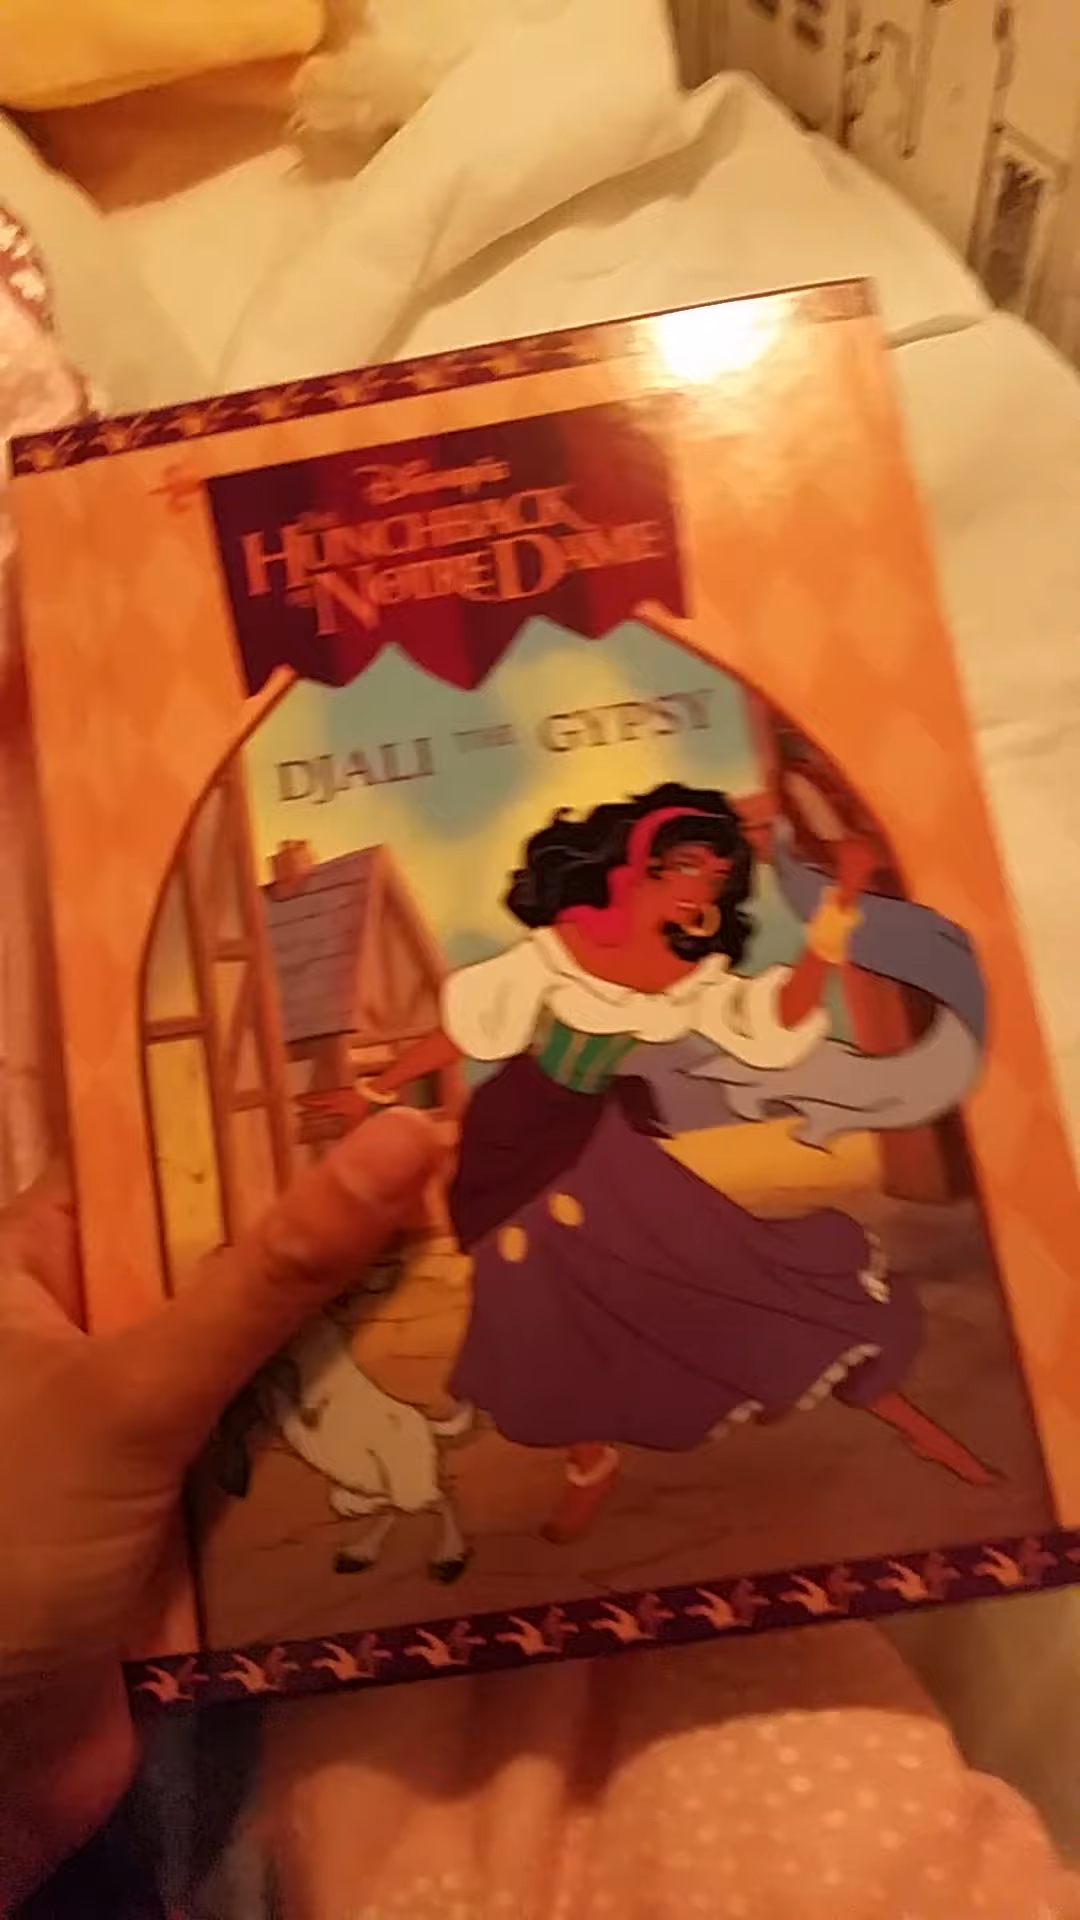 Disney's
THE
HUNCHBACK
OF NOTRE DAME
DJALI THE GYPSY